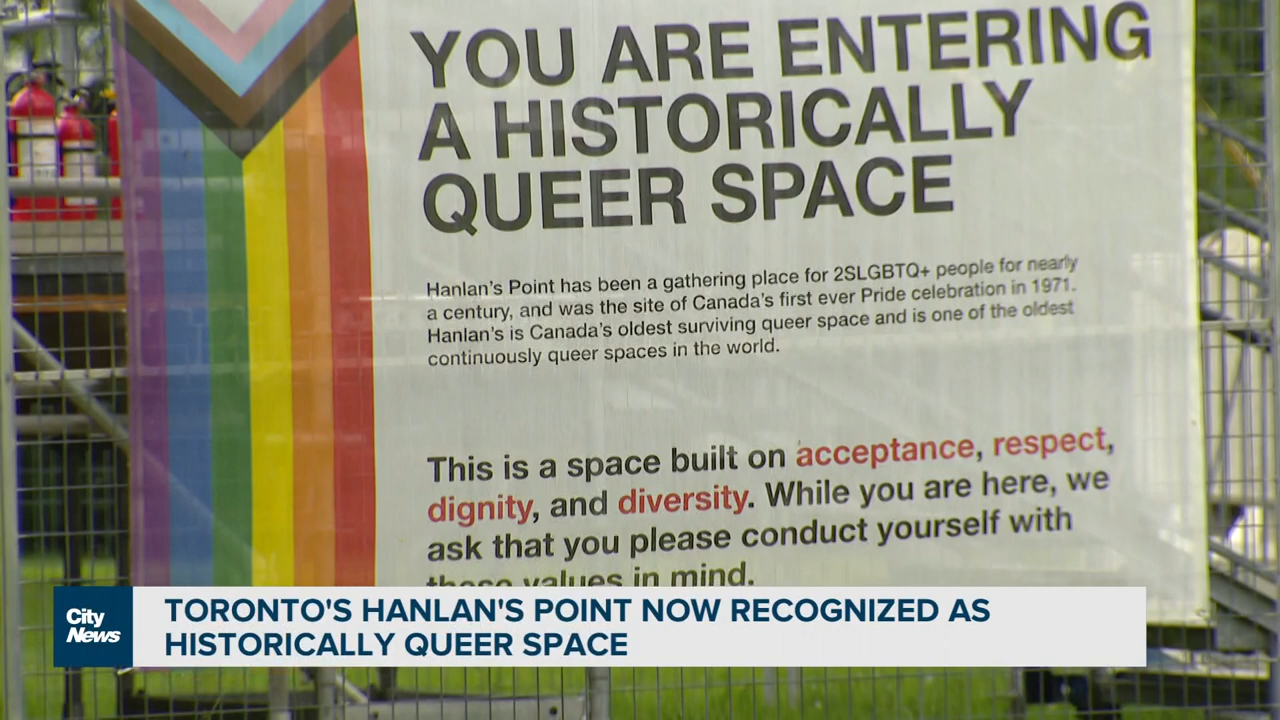 YOU ARE ENTERING
A HISTORICALLY
QUEER SPACE
Hanlan's Point has been a gathering place for 2SLGBTQ+ people for nearly
a century, and was the site of Canada's first ever Pride celebration in 1971.
Hanlan's is Canada's oldest surviving queer space and is one of the oldest
continuously queer spaces in the world.
This is a space built on acceptance, respect,
dignity, and diversity. While you are here, we
ask that you please conduct yourself with
these values in mind.
City
News
TORONTO'S HANLAN'S POINT NOW RECOGNIZED AS
HISTORICALLY QUEER SPACE